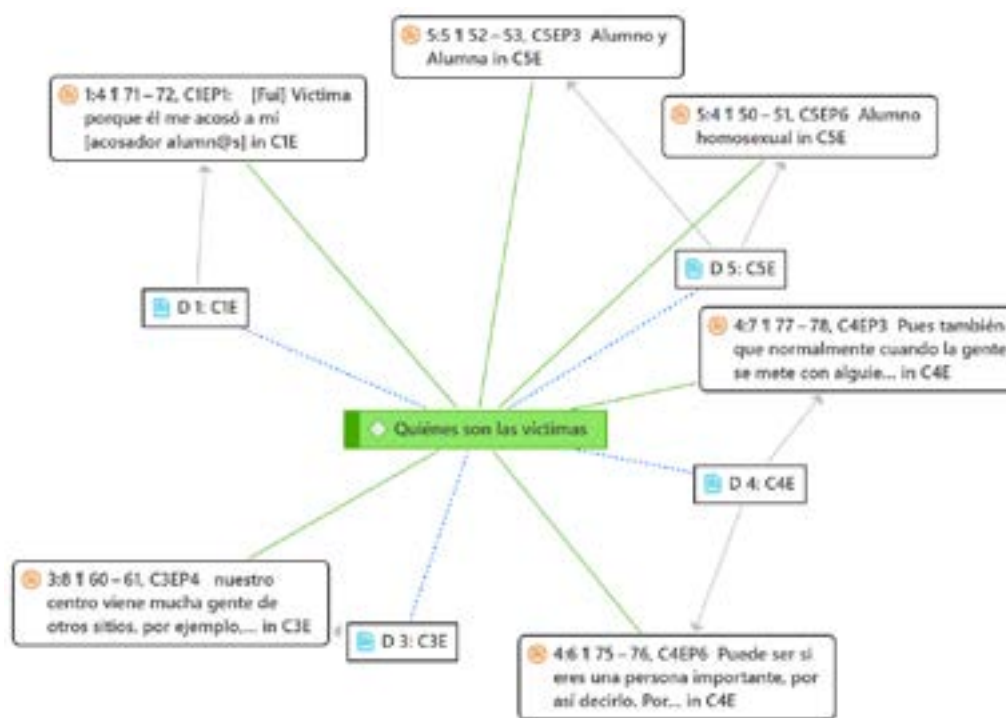 5:5 ¶ 52 – 53, C5EP3 Alumno y
Alumna in C5E
1:4 ¶ 71 – 72, C1EP1: [Fui] Victima
porque él me acosó a mí
[acosador alumn@s] in C1E
5:4 ¶ 50 – 51, C5EP6 Alumno
homosexual in C5E
D 5: C5E
D 1: C1E
4:7 ¶ 77 – 78, C4EP3 Pues también
que normalmente cuando la gente
se mete con alguie... in C4E
Quiénes son las víctimas
D 4: C4E
3:8 ¶ 60 – 61, C3EP4 nuestro
centro viene mucha gente de
otros sitios, por ejemplo,... in C3E
D 3: C3E
4:6 ¶ 75 – 76, C4EP6 Puede ser si
eres una persona importante, por
así decirlo. Por... in C4E